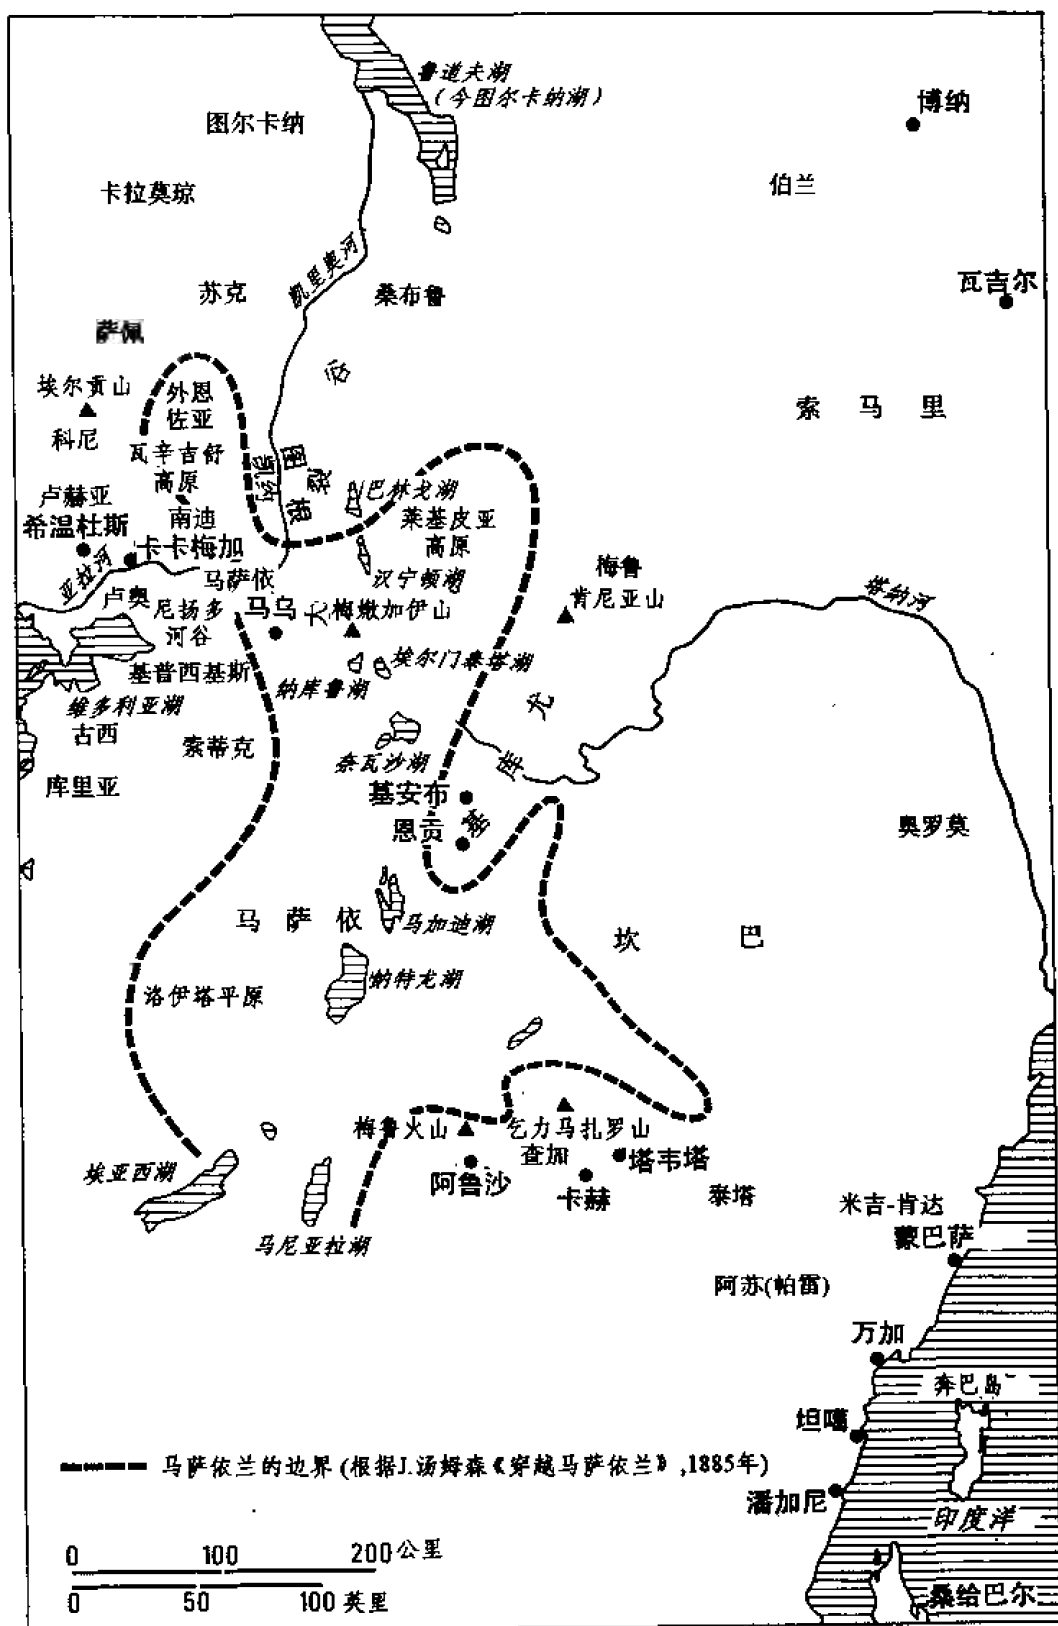 鲁道夫湖
(今图尔卡纳湖)
博纳
图尔卡纳
伯兰
卡拉莫琼
瓦吉尔
凯里奥河
苏克
桑布鲁
萨佩
谷
埃尔贡山
外恩
佐亚
索马里
科尼
瓦辛吉舒
高原
图
裂
根
巴林戈湖
卢赫亚
莱基皮亚
高原
希温杜斯
南迪
卡卡梅加
亚拉河
马萨依
汉宁顿湖
梅鲁
肯尼亚山
塔纳河
卢奥
尼扬多
河谷
马乌
大
梅嫩加伊山
基普西基斯
埃尔门泰塔湖
纳库鲁湖
维多利亚湖
尤
古西
索蒂克
奈瓦沙湖
库
库里亚
基安布
恩贡
基
奥罗莫
马萨依
马加迪湖
坎巴
洛伊塔平原
纳特龙湖
梅鲁火山
乞力马扎罗山
查加
塔韦塔
埃亚西湖
阿鲁沙
卡赫
泰塔
米吉-肯达
蒙巴萨
马尼亚拉湖
阿苏(帕雷)
万加
奔巴岛
坦噶
马萨依兰的边界(根据J.汤姆森《穿越马萨依兰》,1885年)
潘加尼
印度洋
0 100 200公里
0 50 100英里
桑给巴尔